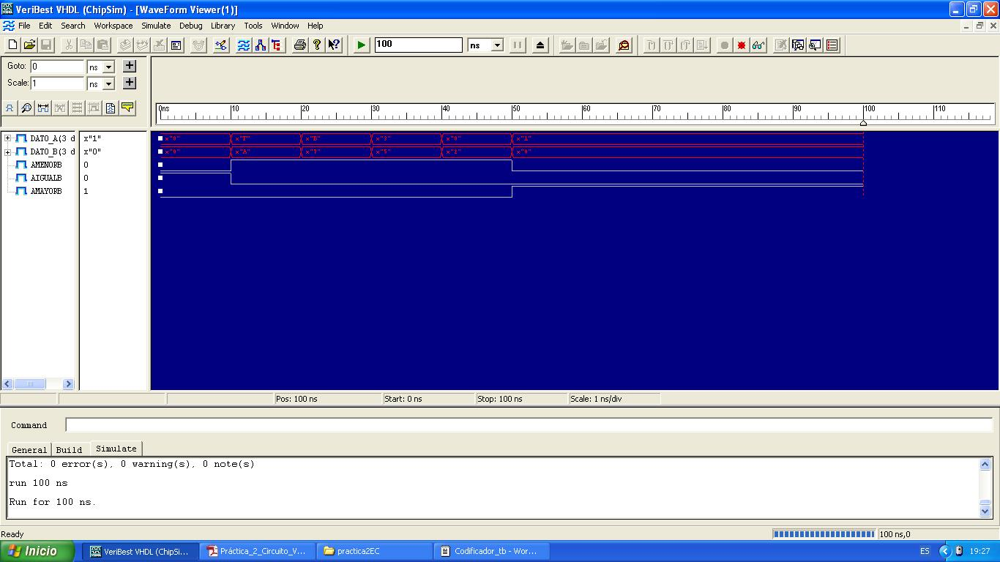 VeriBest VHDL (ChipSim) - [WaveForm Viewer(1)]
File Edit Search Workspace Simulate Debug Library Tools Window Help
100 ns
Goto: 0 ns
Scale: 1 ns
0ns 10 20 30 40 50 60 70 80 90 100 110
DATO_A(3 d x"1" x"0" x"F" x"B" x"3" x"0" x"1"
DATO_B(3 d x"0" x"0" x"A" x"7" x"5" x"2" x"0"
AMENORB 0
AIGUALB 0
AMAYORB 1
Pos: 100 ns Start: 0 ns Stop: 100 ns Scale: 1 ns/div
Command
General Build Simulate
Total: 0 error(s), 0 warning(s), 0 note(s)
run 100 ns
Run for 100 ns.
Ready 100 ns,0
Inicio VeriBest VHDL (ChipSi... Práctica_2_Circuito_V... practica2EC Codificador_tb - Wor... ES 19:27